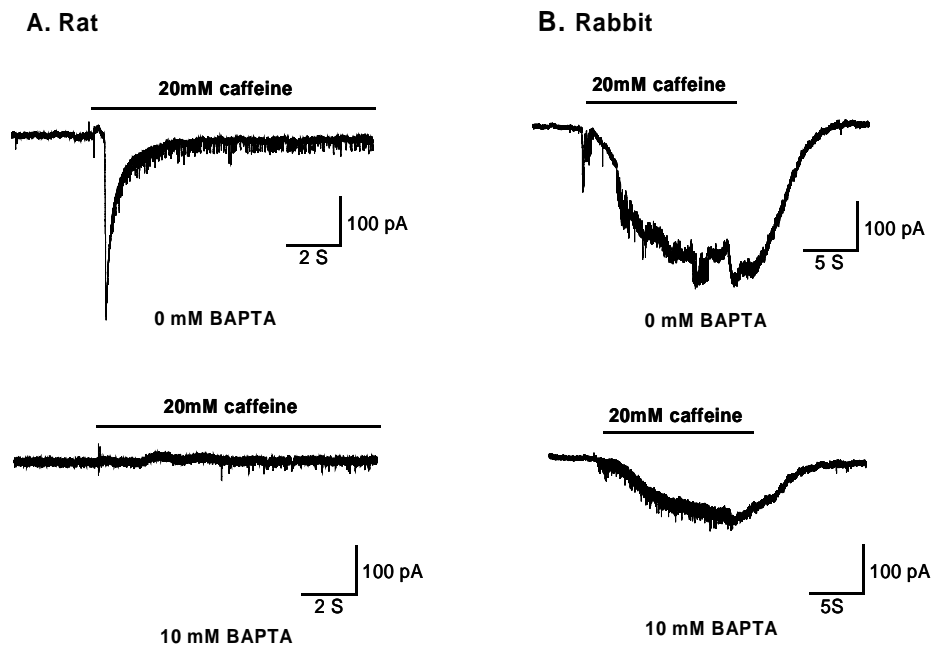 A. Rat
20mM caffeine
100 pA
2 S
0 mM BAPTA
20mM caffeine
100 pA
2 S
10 mM BAPTA
B. Rabbit
20mM caffeine
100 pA
5 S
0 mM BAPTA
20mM caffeine
100 pA
5S
10 mM BAPTA